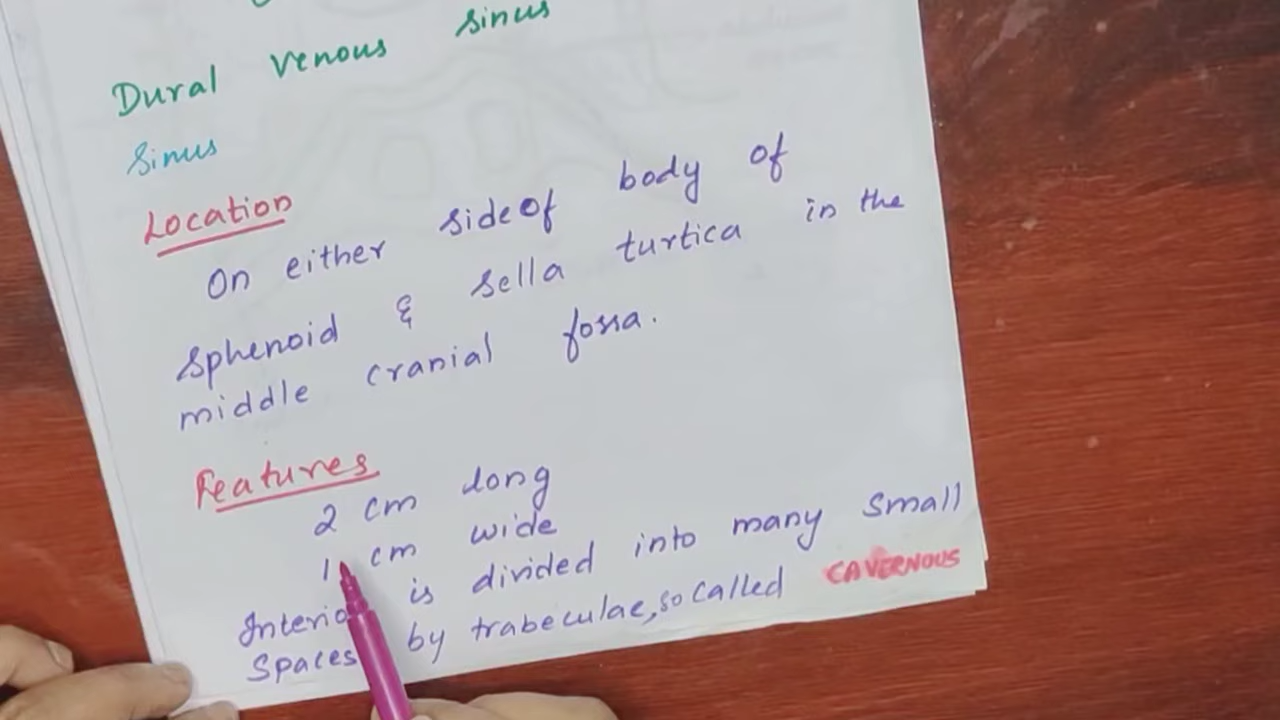 Dural venous sinus
Sinus
Location
On either side of body of
sphenoid & sella turtica in the
middle cranial fossa.
Features
2 cm long
1 cm wide
Interior is divided into many small
spaces by trabeculae, so called CAVERNOUS